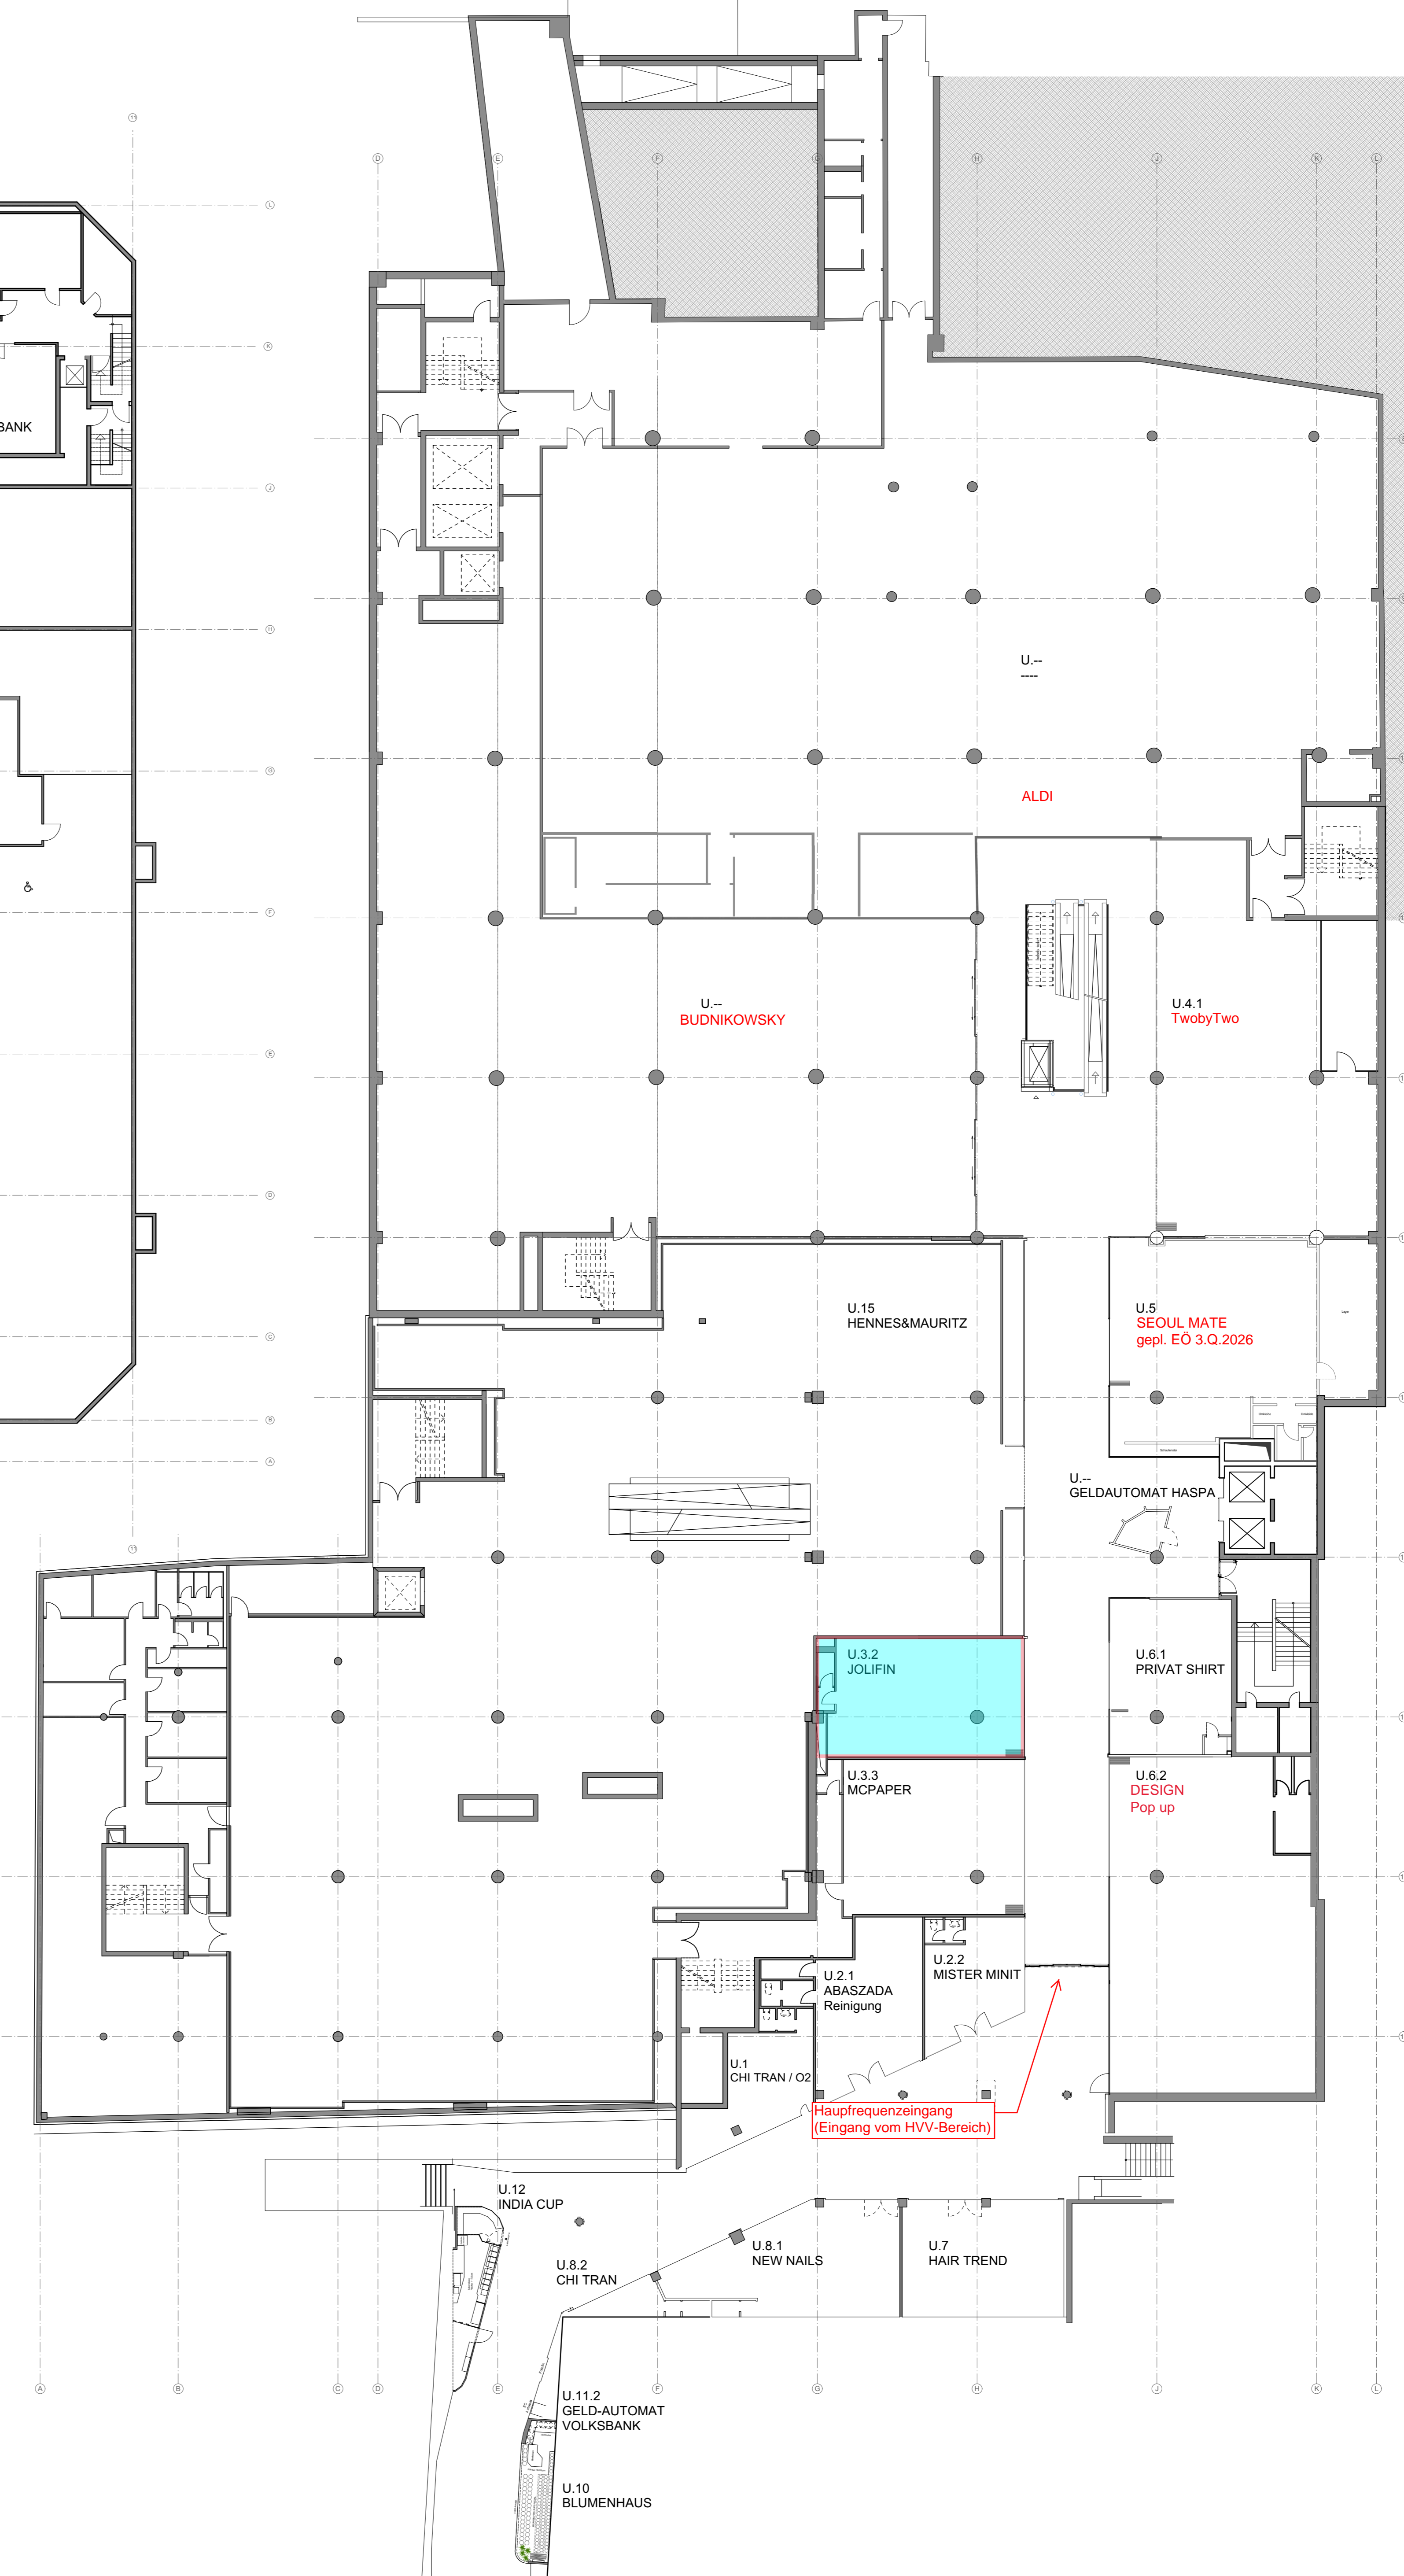 11
D
E
F
G
H
J
K
L
L
K
BANK
J
H
U.--
----
G
ALDI
F
U.--
BUDNIKOWSKY
U.4.1
TwobyTwo
E
D
U.15
HENNES&MAURITZ
U.5
SEOUL MATE
gepl. EÖ 3.Q.2026
C
B
A
U.--
GELDAUTOMAT HASPA
11
U.3.2
JOLIFIN
U.6.1
PRIVAT SHIRT
U.3.3
MCPAPER
U.6.2
DESIGN
Pop up
U.2.2
MISTER MINIT
U.2.1
ABASZADA
Reinigung
U.1
CHI TRAN / O2
Haupfrequenzeingang
(Eingang vom HVV-Bereich)
U.12
INDIA CUP
U.8.1
NEW NAILS
U.7
HAIR TREND
U.8.2
CHI TRAN
A
B
C
D
E
F
G
H
J
K
L
U.11.2
GELD-AUTOMAT
VOLKSBANK
U.10
BLUMENHAUS